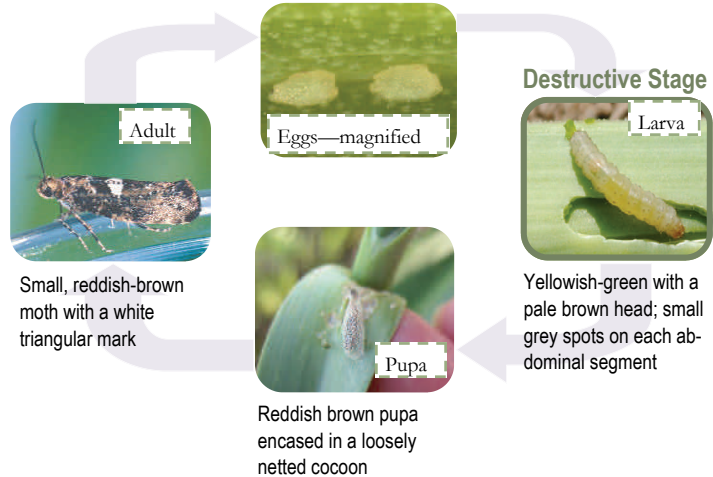 Eggs—magnified
Destructive Stage
Larva
Yellowish-green with a
pale brown head; small
grey spots on each ab-
dominal segment
Pupa
Reddish brown pupa
encased in a loosely
netted cocoon
Adult
Small, reddish-brown
moth with a white
triangular mark